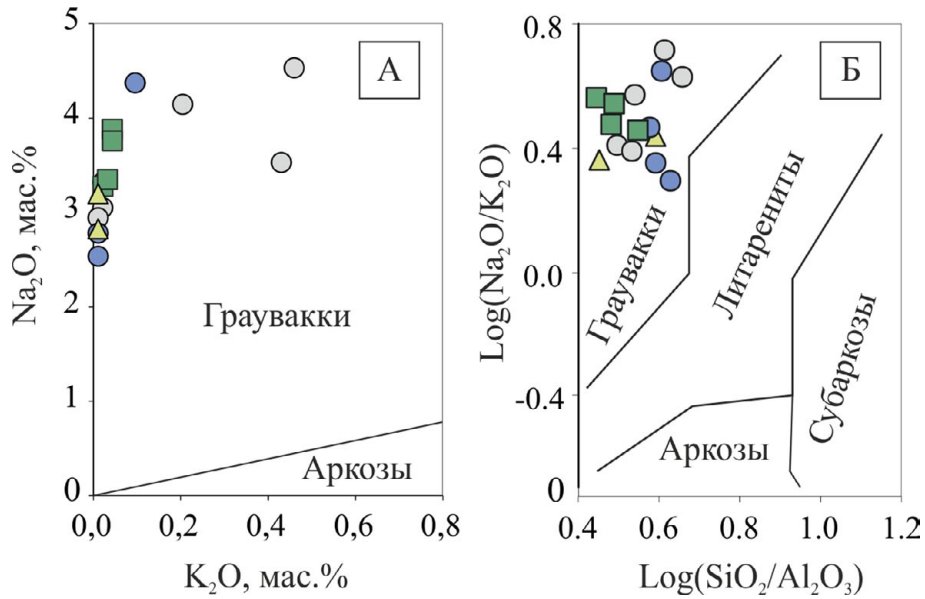 5
4
3
2
1
0
Na₂O, мас.%
А
Граувакки
Аркозы
0,0
0,2
0,4
0,6
0,8
K₂O, мас.%
0.8
0.4
0.0
-0.4
0
Log(Na₂O/K₂O)
Б
Граувакки
Литарениты
Субаркозы
Аркозы
0.4
0.6
0.8
1.0
1.2
Log(SiO₂/Al₂O₃)